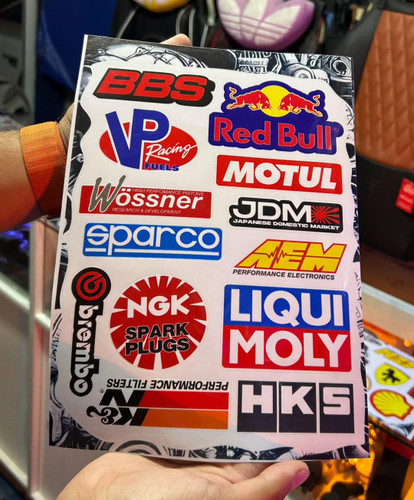 BBS
Red Bull
VP
Racing
FUELS
MOTUL
HIGH PERFORMANCE PISTONS
Wössner
RESEARCH & DEVELOPMENT
JDM
JAPANESE DOMESTIC MARKET
sparco
AEM
PERFORMANCE ELECTRONICS
brembo
NGK
SPARK
PLUGS
LIQUI
MOLY
K&N
PERFORMANCE FILTERS
HKS